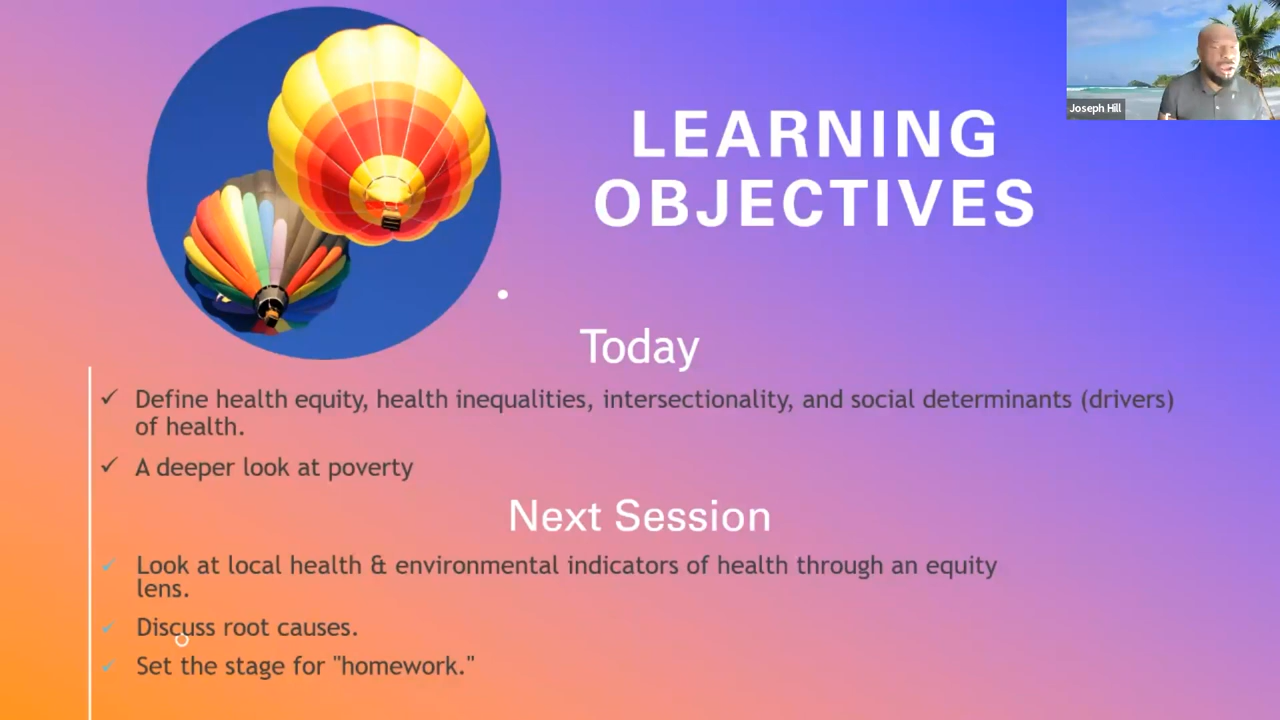 Joseph Hill
LEARNING
OBJECTIVES
Today
✓ Define health equity, health inequalities, intersectionality, and social determinants (drivers)
of health.
✓ A deeper look at poverty
Next Session
✓ Look at local health & environmental indicators of health through an equity
lens.
✓ Discuss root causes.
✓ Set the stage for "homework."